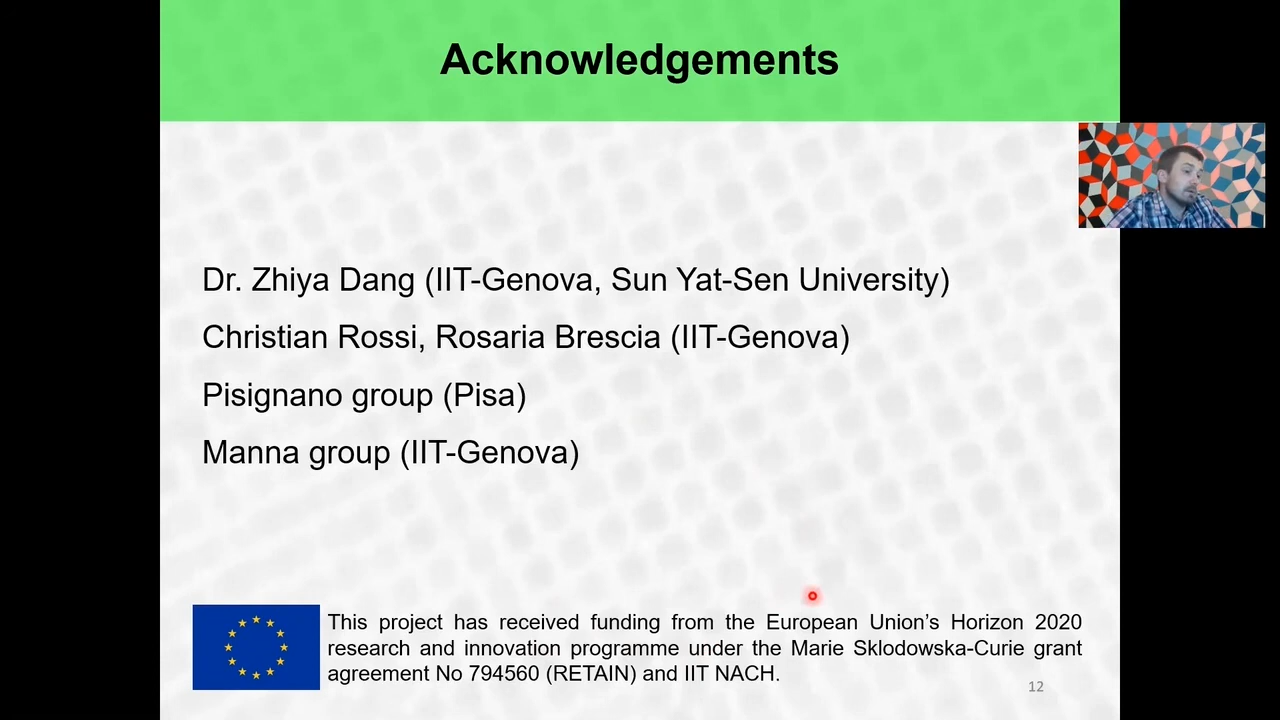 Acknowledgements
Dr. Zhiya Dang (IIT-Genova, Sun Yat-Sen University)
Christian Rossi, Rosaria Brescia (IIT-Genova)
Pisignano group (Pisa)
Manna group (IIT-Genova)
This project has received funding from the European Union’s Horizon 2020
research and innovation programme under the Marie Sklodowska-Curie grant
agreement No 794560 (RETAIN) and IIT NACH.
12